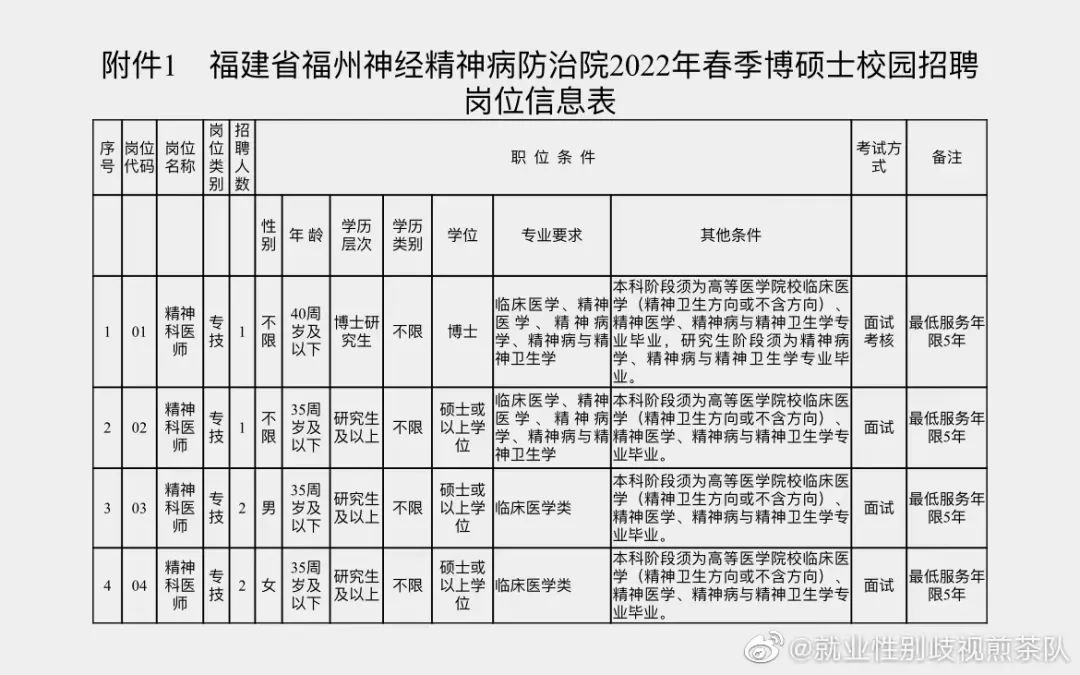 附件1 福建省福州神经精神病防治院2022年春季博硕士校园招聘
岗位信息表
序号 岗位代码 岗位名称 岗位类别 招聘人数 职位条件 考试方式 备注
性别 年龄 学历层次 学历类别 学位 专业要求 其他条件
1 01 精神科医师 专技 1 不限 40周岁及以下 博士研究生 不限 博士 临床医学、精神医学、精神病学、精神病与精神卫生学 本科阶段须为高等医学院校临床医学（精神卫生方向或不含方向）、精神医学、精神病与精神卫生学专业毕业，研究生阶段须为精神病学、精神病与精神卫生学专业毕业。 面试考核 最低服务年限5年
2 02 精神科医师 专技 1 不限 35周岁及以下 研究生及以上 不限 硕士或以上学位 临床医学、精神医学、精神病学、精神病与精神卫生学 本科阶段须为高等医学院校临床医学（精神卫生方向或不含方向）、精神医学、精神病与精神卫生学专业毕业。 面试 最低服务年限5年
3 03 精神科医师 专技 2 男 35周岁及以下 研究生及以上 不限 硕士或以上学位 临床医学类 本科阶段须为高等医学院校临床医学（精神卫生方向或不含方向）、精神医学、精神病与精神卫生学专业毕业。 面试 最低服务年限5年
4 04 精神科医师 专技 2 女 35周岁及以下 研究生及以上 不限 硕士或以上学位 临床医学类 本科阶段须为高等医学院校临床医学（精神卫生方向或不含方向）、精神医学、精神病与精神卫生学专业毕业。 面试 最低服务年限5年
@就业性别歧视煎茶队